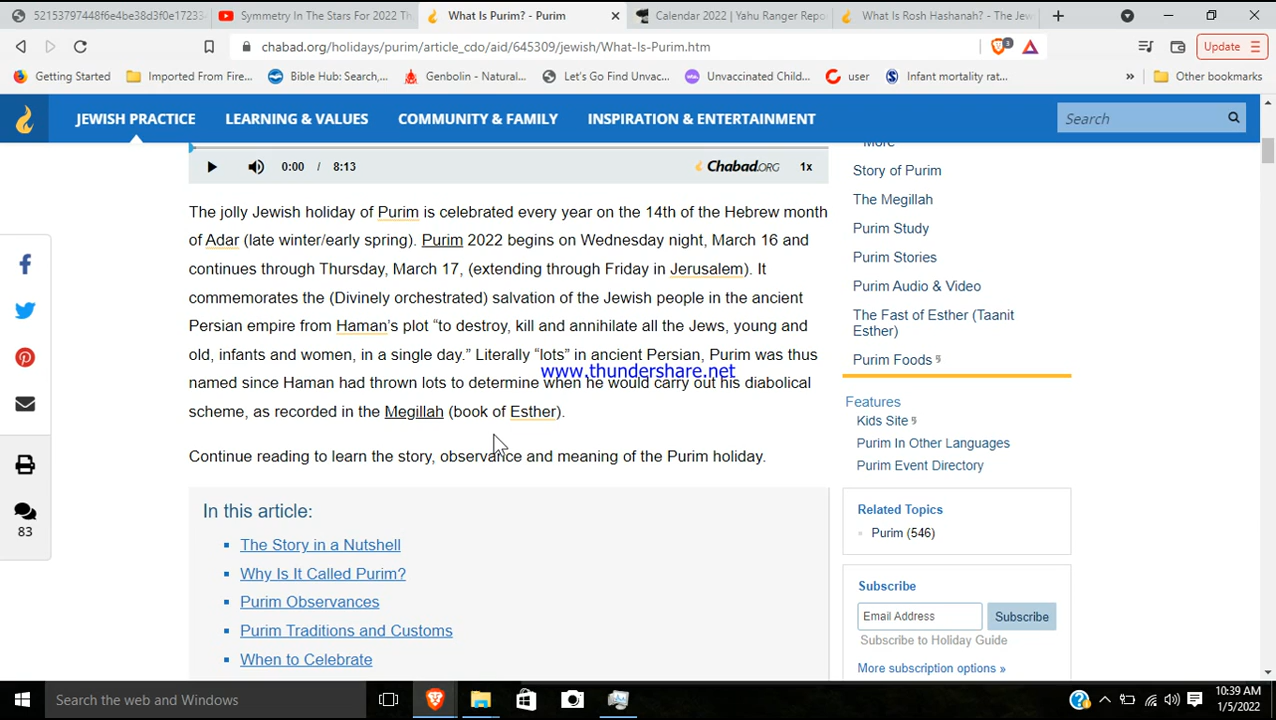 52153797448f6e4be38d3f0e17233
Symmetry In The Stars For 2022 Th
What Is Purim? - Purim
Calendar 2022 | Yahu Ranger Repo
What Is Rosh Hashanah? - The Jew
chabad.org/holidays/purim/article_cdo/aid/645309/jewish/What-Is-Purim.htm
3
Update
Getting Started
Imported From Fire...
Bible Hub: Search,...
Genbolin - Natural...
Let's Go Find Unvac...
Unvaccinated Child...
user
Infant mortality rat...
Other bookmarks
JEWISH PRACTICE
LEARNING & VALUES
COMMUNITY & FAMILY
INSPIRATION & ENTERTAINMENT
Search
0:00 / 8:13
Chabad.ORG
1x
The jolly Jewish holiday of Purim is celebrated every year on the 14th of the Hebrew month
of Adar (late winter/early spring). Purim 2022 begins on Wednesday night, March 16 and
continues through Thursday, March 17, (extending through Friday in Jerusalem). It
commemorates the (Divinely orchestrated) salvation of the Jewish people in the ancient
Persian empire from Haman's plot “to destroy, kill and annihilate all the Jews, young and
old, infants and women, in a single day.” Literally “lots” in ancient Persian, Purim was thus
www.thundershare.net
named since Haman had thrown lots to determine when he would carry out his diabolical
scheme, as recorded in the Megillah (book of Esther).
Continue reading to learn the story, observance and meaning of the Purim holiday.
In this article:
The Story in a Nutshell
Why Is It Called Purim?
Purim Observances
Purim Traditions and Customs
When to Celebrate
83
More
Story of Purim
The Megillah
Purim Study
Purim Stories
Purim Audio & Video
The Fast of Esther (Taanit
Esther)
Purim Foods
Features
Kids Site
Purim In Other Languages
Purim Event Directory
Related Topics
Purim (546)
Subscribe
Email Address
Subscribe
Subscribe to Holiday Guide
More subscription options »
Search the web and Windows
10:39 AM
1/5/2022